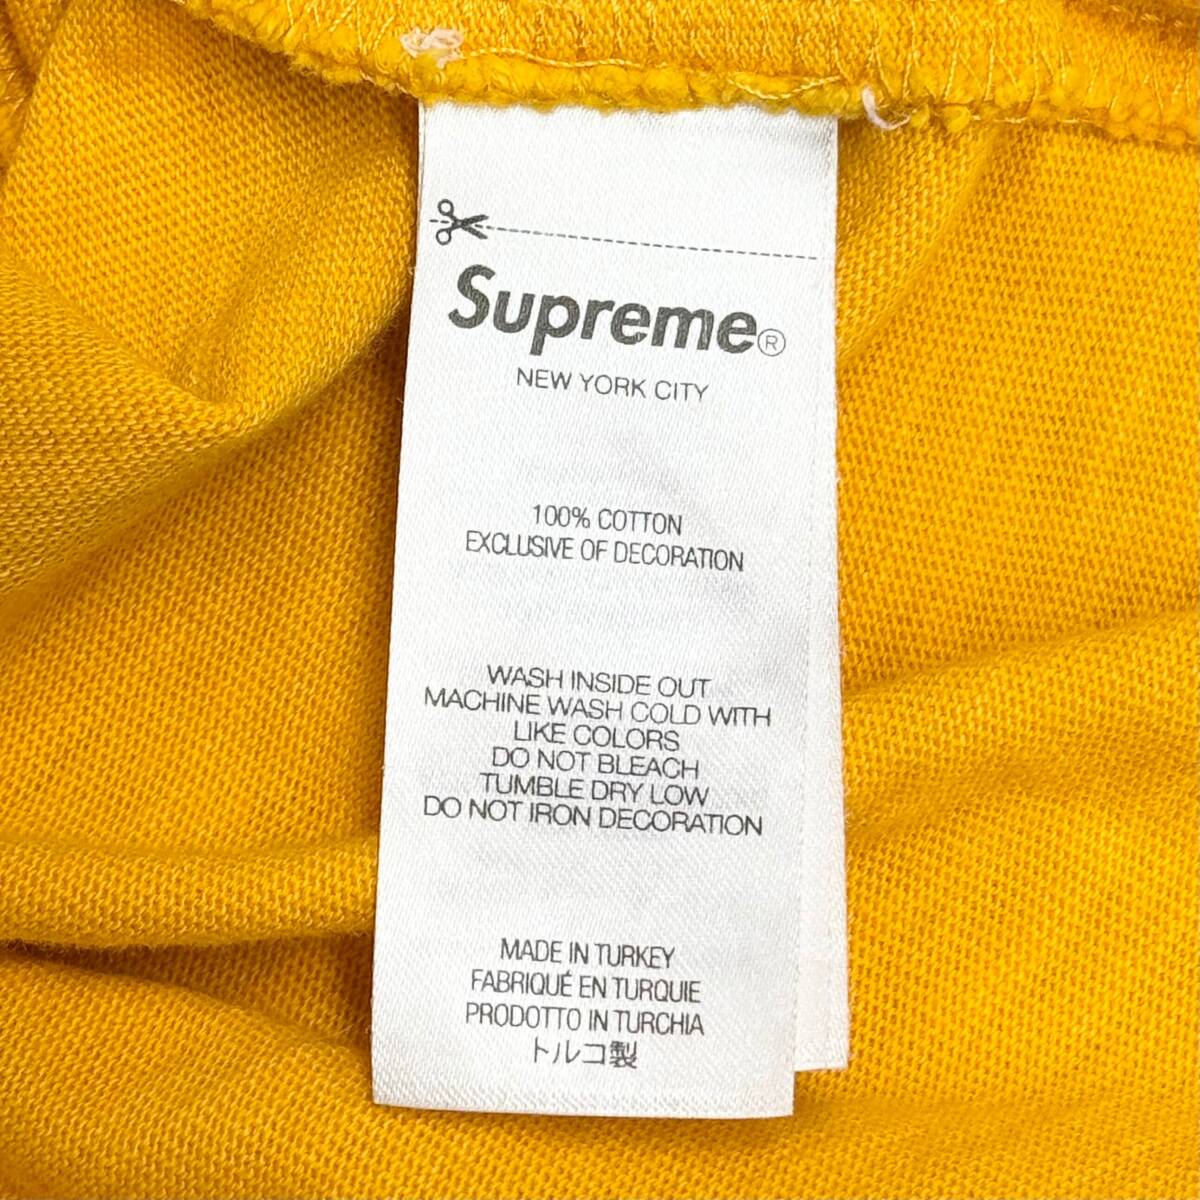 Supreme®
NEW YORK CITY
100% COTTON
EXCLUSIVE OF DECORATION
WASH INSIDE OUT
MACHINE WASH COLD WITH
LIKE COLORS
DO NOT BLEACH
TUMBLE DRY LOW
DO NOT IRON DECORATION
MADE IN TURKEY
FABRIQUÉ EN TURQUIE
PRODOTTO IN TURCHIA
トルコ製